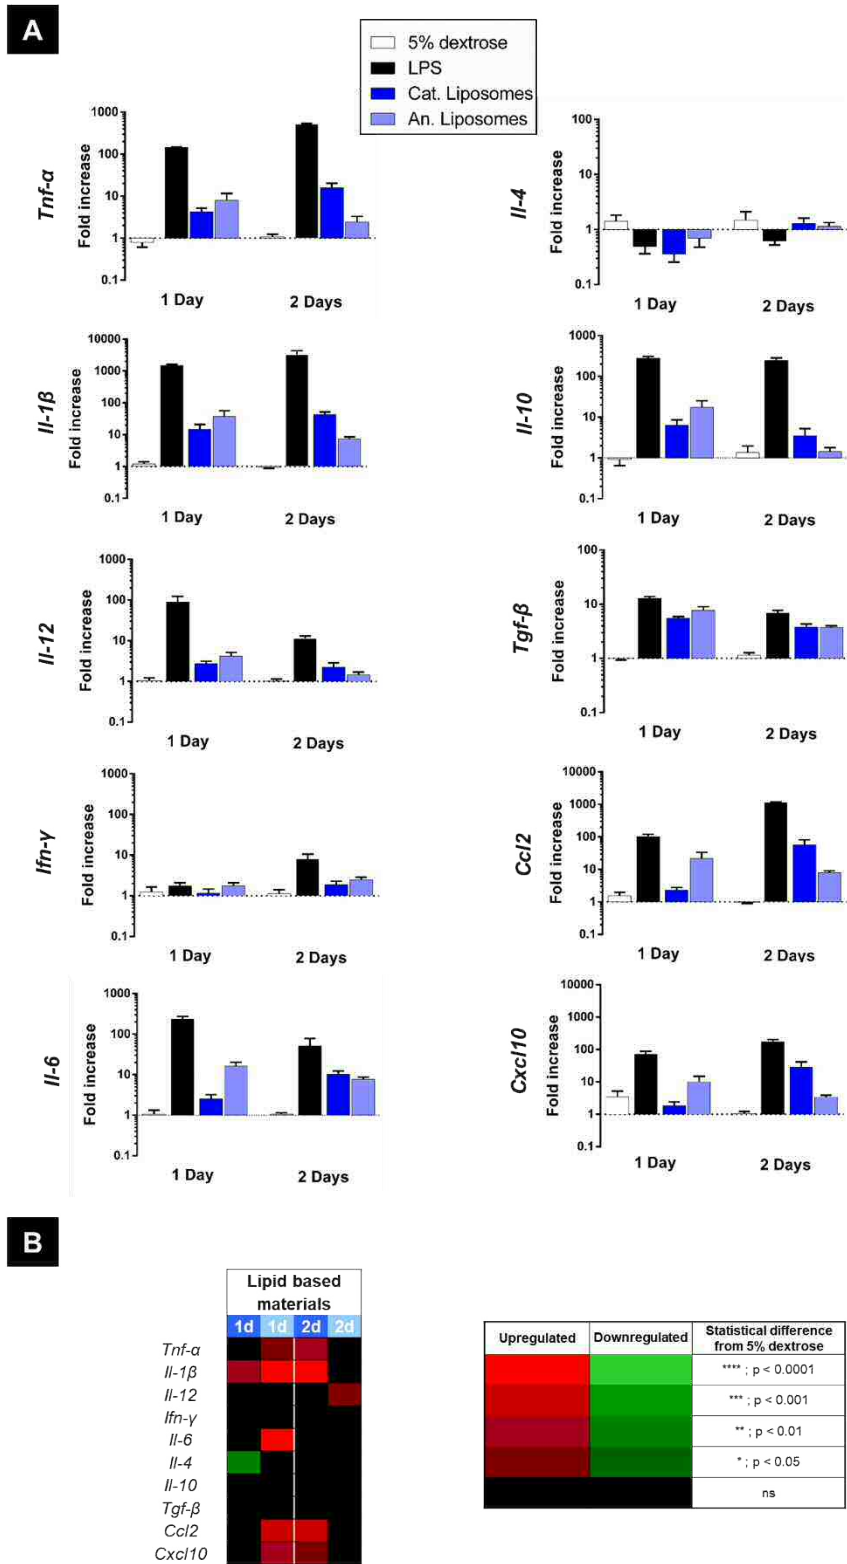 A
5% dextrose
LPS
Cat. Liposomes
An. Liposomes
Tnf-α
Fold increase
1000
100
10
1
0.1
1 Day
2 Days
Il-4
Fold increase
100
10
1
0.1
1 Day
2 Days
Il-1β
Fold increase
10000
1000
100
10
1
0.1
1 Day
2 Days
Il-10
Fold increase
1000
100
10
1
0.1
1 Day
2 Days
Il-12
Fold increase
1000
100
10
1
0.1
1 Day
2 Days
Tgf-β
Fold increase
100
10
1
0.1
1 Day
2 Days
Ifn-γ
Fold increase
1000
100
10
1
0.1
1 Day
2 Days
Ccl2
Fold increase
10000
1000
100
10
1
0.1
1 Day
2 Days
Il-6
Fold increase
1000
100
10
1
0.1
1 Day
2 Days
Cxcl10
Fold increase
10000
1000
100
10
1
0.1
1 Day
2 Days
B
Lipid based
materials
1d 1d 2d 2d
Tnf-α
Il-1β
Il-12
Ifn-γ
Il-6
Il-4
Il-10
Tgf-β
Ccl2
Cxcl10
Upregulated Downregulated Statistical difference
from 5% dextrose
**** ; p < 0.0001
*** ; p < 0.001
** ; p < 0.01
* ; p < 0.05
ns